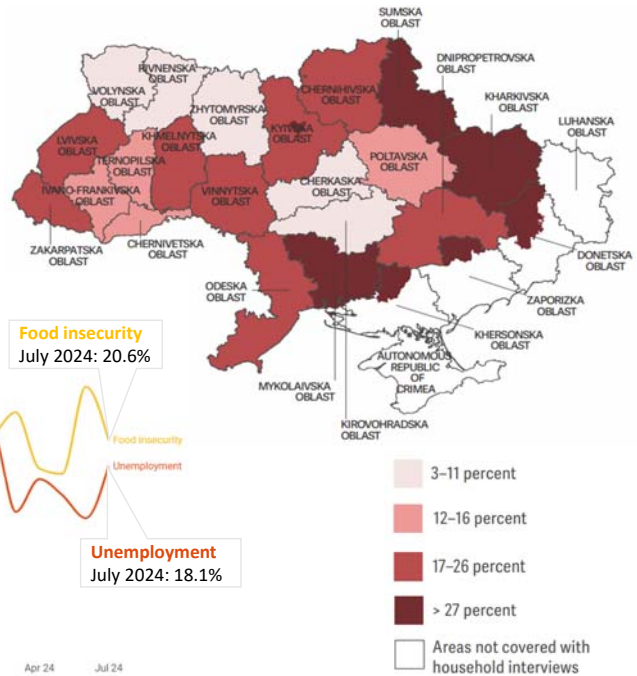 SUMSKA
OBLAST
DNIPROPETROVSKA
OBLAST
RIVNENSKA
OBLAST
VOLYNSKA
OBLAST
CHERNIHIVSKA
OBLAST
KHARKIVSKA
OBLAST
ZHYTOMYRSKA
OBLAST
LUHANSKA
OBLAST
KYIVSKA
OBLAST
LVIVSKA
OBLAST
KHMELNYTSKA
OBLAST
TERNOPILSKA
OBLAST
POLTAVSKA
OBLAST
CHERKASKA
OBLAST
IVANO-FRANKIVSKA
OBLAST
VINNYTSKA
OBLAST
ZAKARPATSKA
OBLAST
CHERNIVETSKA
OBLAST
DONETSKA
OBLAST
ODESKA
OBLAST
ZAPORIZKA
OBLAST
KHERSONSKA
OBLAST
AUTONOMOUS
REPUBLIC
OF
CRIMEA
MYKOLAIVSKA
OBLAST
KIROVOHRADSKA
OBLAST
Food insecurity
July 2024: 20.6%
Food insecurity
Unemployment
Unemployment
July 2024: 18.1%
Apr 24
Jul 24
3–11 percent
12–16 percent
17–26 percent
> 27 percent
Areas not covered with
household interviews